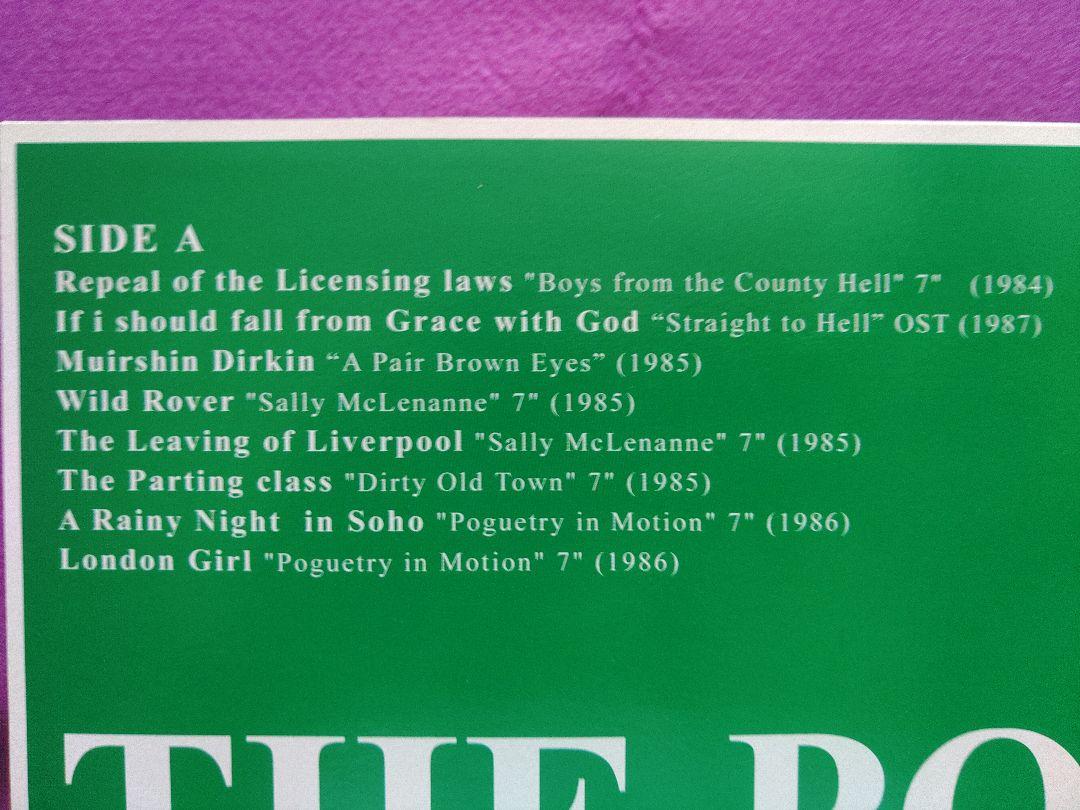 SIDE A
Repeal of the Licensing laws "Boys from the County Hell" 7" (1984)
If i should fall from Grace with God “Straight to Hell” OST (1987)
Muirshin Dirkin “A Pair Brown Eyes” (1985)
Wild Rover "Sally McLenanne" 7" (1985)
The Leaving of Liverpool "Sally McLenanne" 7" (1985)
The Parting class "Dirty Old Town" 7" (1985)
A Rainy Night in Soho "Poguetry in Motion" 7" (1986)
London Girl "Poguetry in Motion" 7" (1986)
THE PO